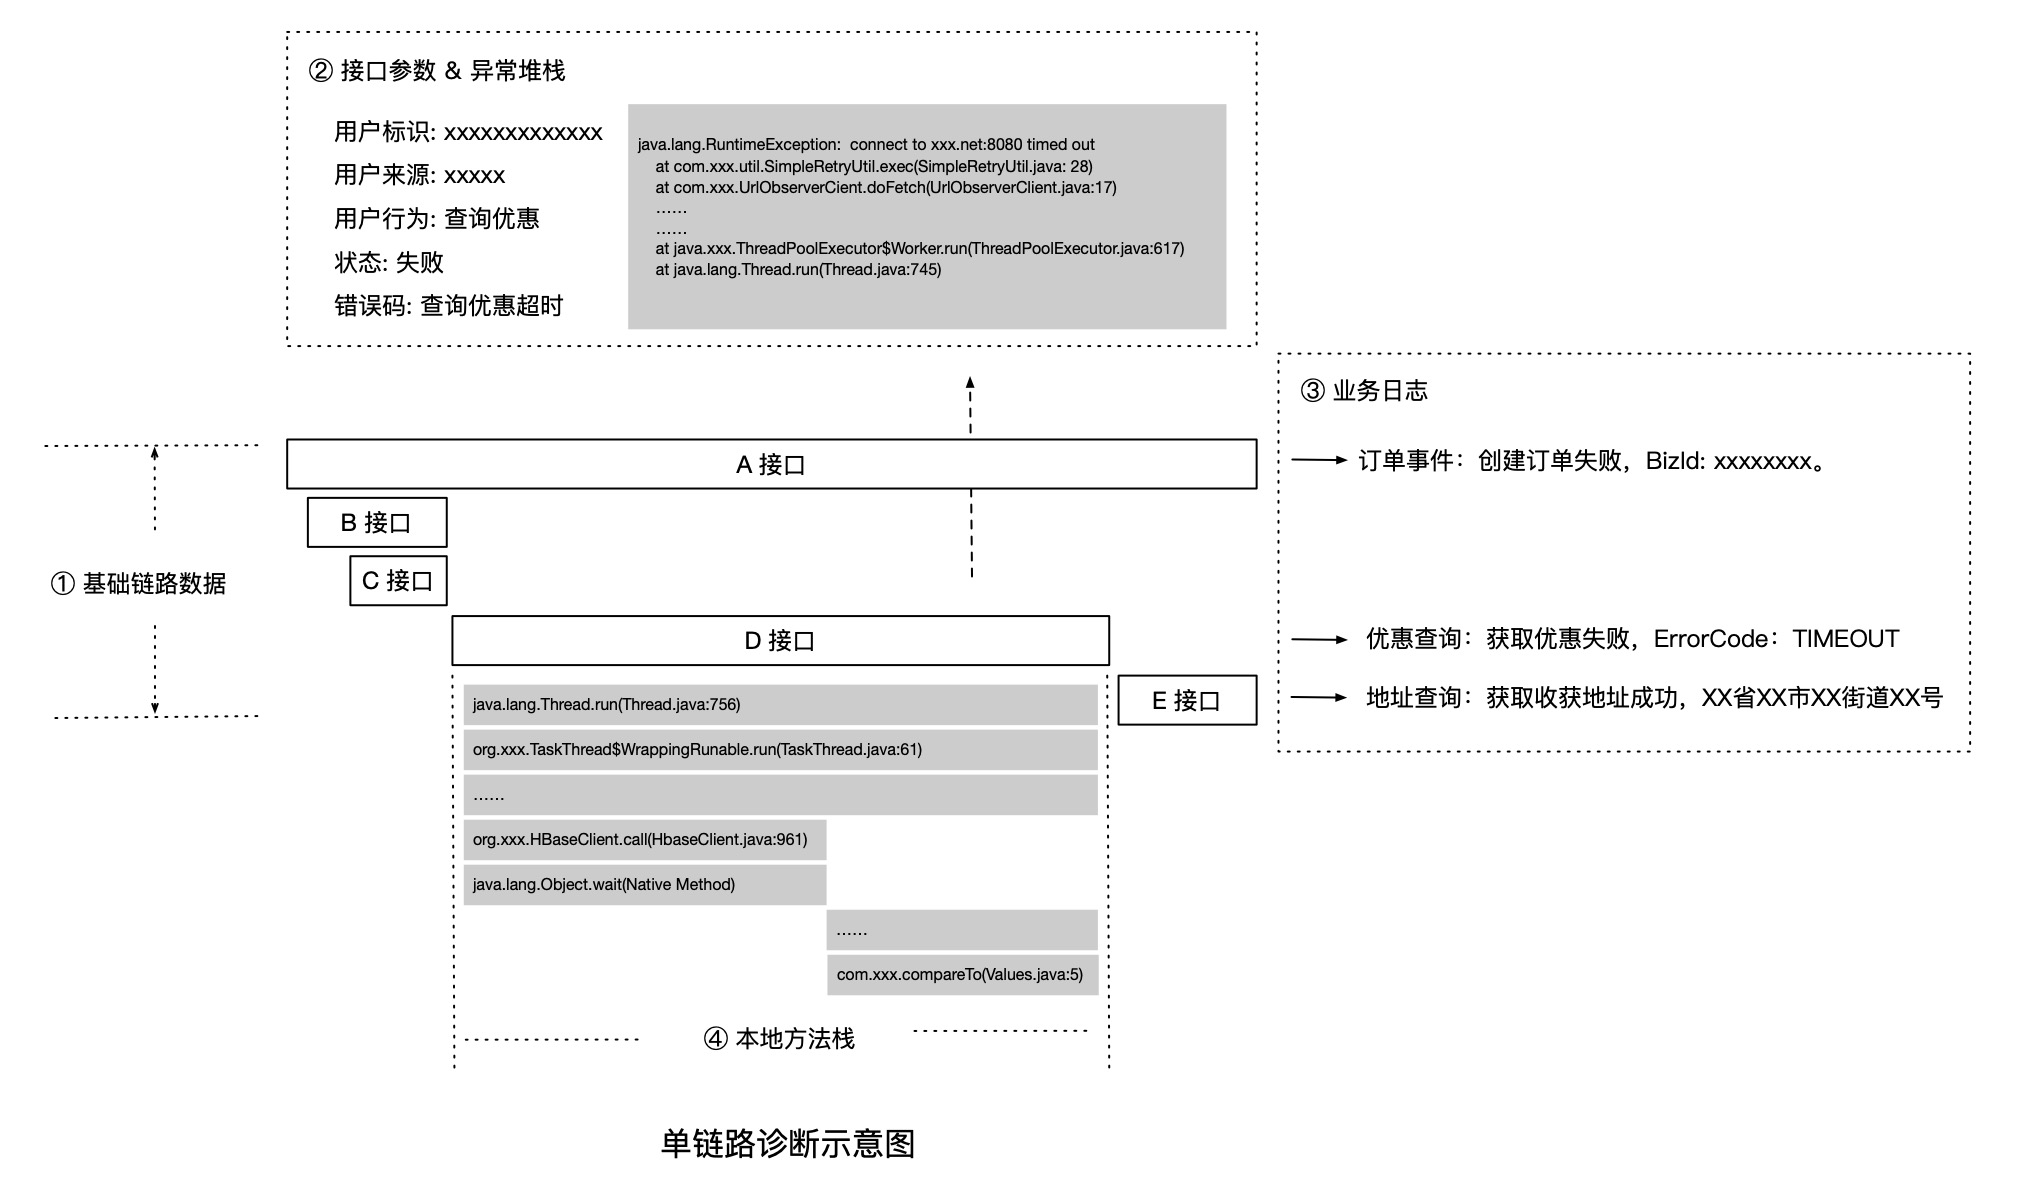 ② 接口参数 & 异常堆栈
用户标识: xxxxxxxxxxxxx
用户来源: xxxxx
用户行为: 查询优惠
状态: 失败
错误码: 查询优惠超时
java.lang.RuntimeException:  connect to xxx.net:8080 timed out
at com.xxx.util.SimpleRetryUtil.exec(SimpleRetryUtil.java: 28)
at com.xxx.UrlObserverCient.doFetch(UrlObserverClient.java:17)
......
......
at java.xxx.ThreadPoolExecutor$Worker.run(ThreadPoolExecutor.java:617)
at java.lang.Thread.run(Thread.java:745)
③ 业务日志
订单事件：创建订单失败，BizId: xxxxxxxx。
优惠查询：获取优惠失败，ErrorCode：TIMEOUT
地址查询：获取收获地址成功，XX省XX市XX街道XX号
① 基础链路数据
A 接口
B 接口
C 接口
D 接口
E 接口
java.lang.Thread.run(Thread.java:756)
org.xxx.TaskThread$WrappingRunable.run(TaskThread.java:61)
......
org.xxx.HBaseClient.call(HbaseClient.java:961)
java.lang.Object.wait(Native Method)
......
com.xxx.compareTo(Values.java:5)
④ 本地方法栈
单链路诊断示意图